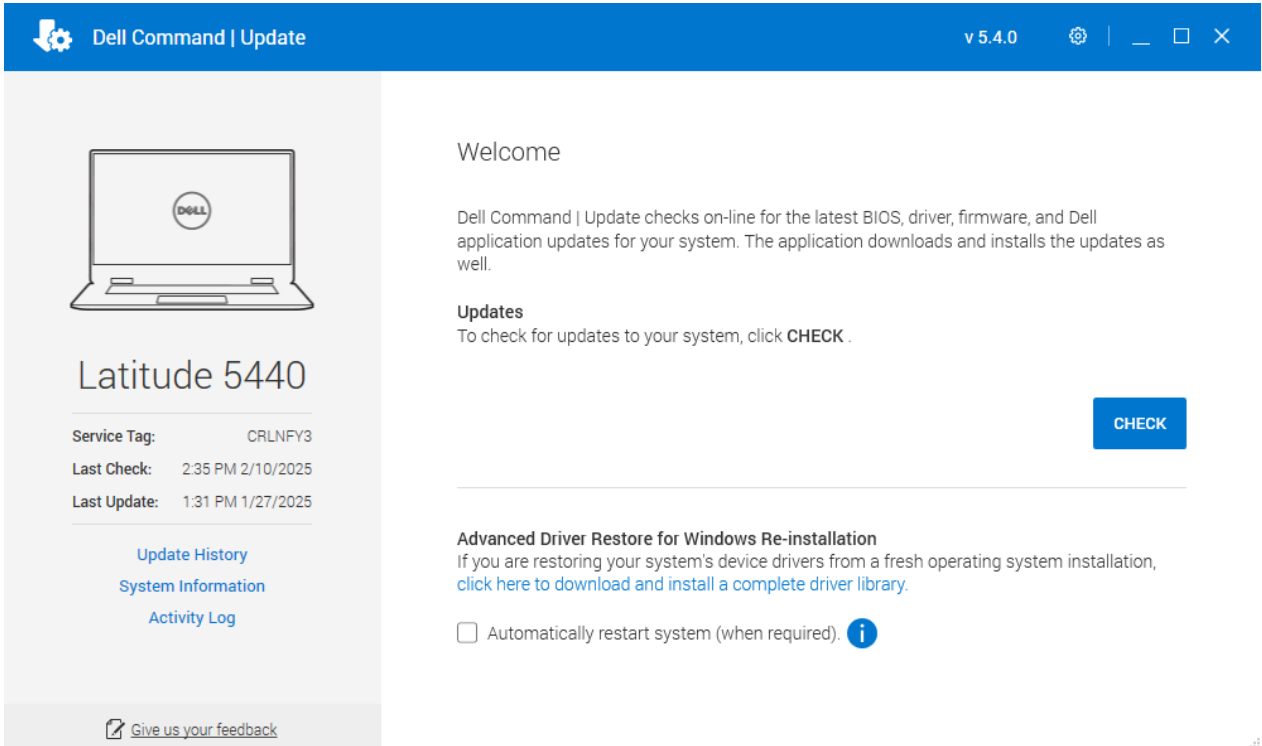 Dell Command | Update
v 5.4.0
DELL
Latitude 5440
Service Tag: CRLNFY3
Last Check: 2:35 PM 2/10/2025
Last Update: 1:31 PM 1/27/2025
Update History
System Information
Activity Log
Give us your feedback
Welcome
Dell Command | Update checks on-line for the latest BIOS, driver, firmware, and Dell
application updates for your system. The application downloads and installs the updates as
well.
Updates
To check for updates to your system, click CHECK .
CHECK
Advanced Driver Restore for Windows Re-installation
If you are restoring your system's device drivers from a fresh operating system installation,
click here to download and install a complete driver library.
Automatically restart system (when required). i